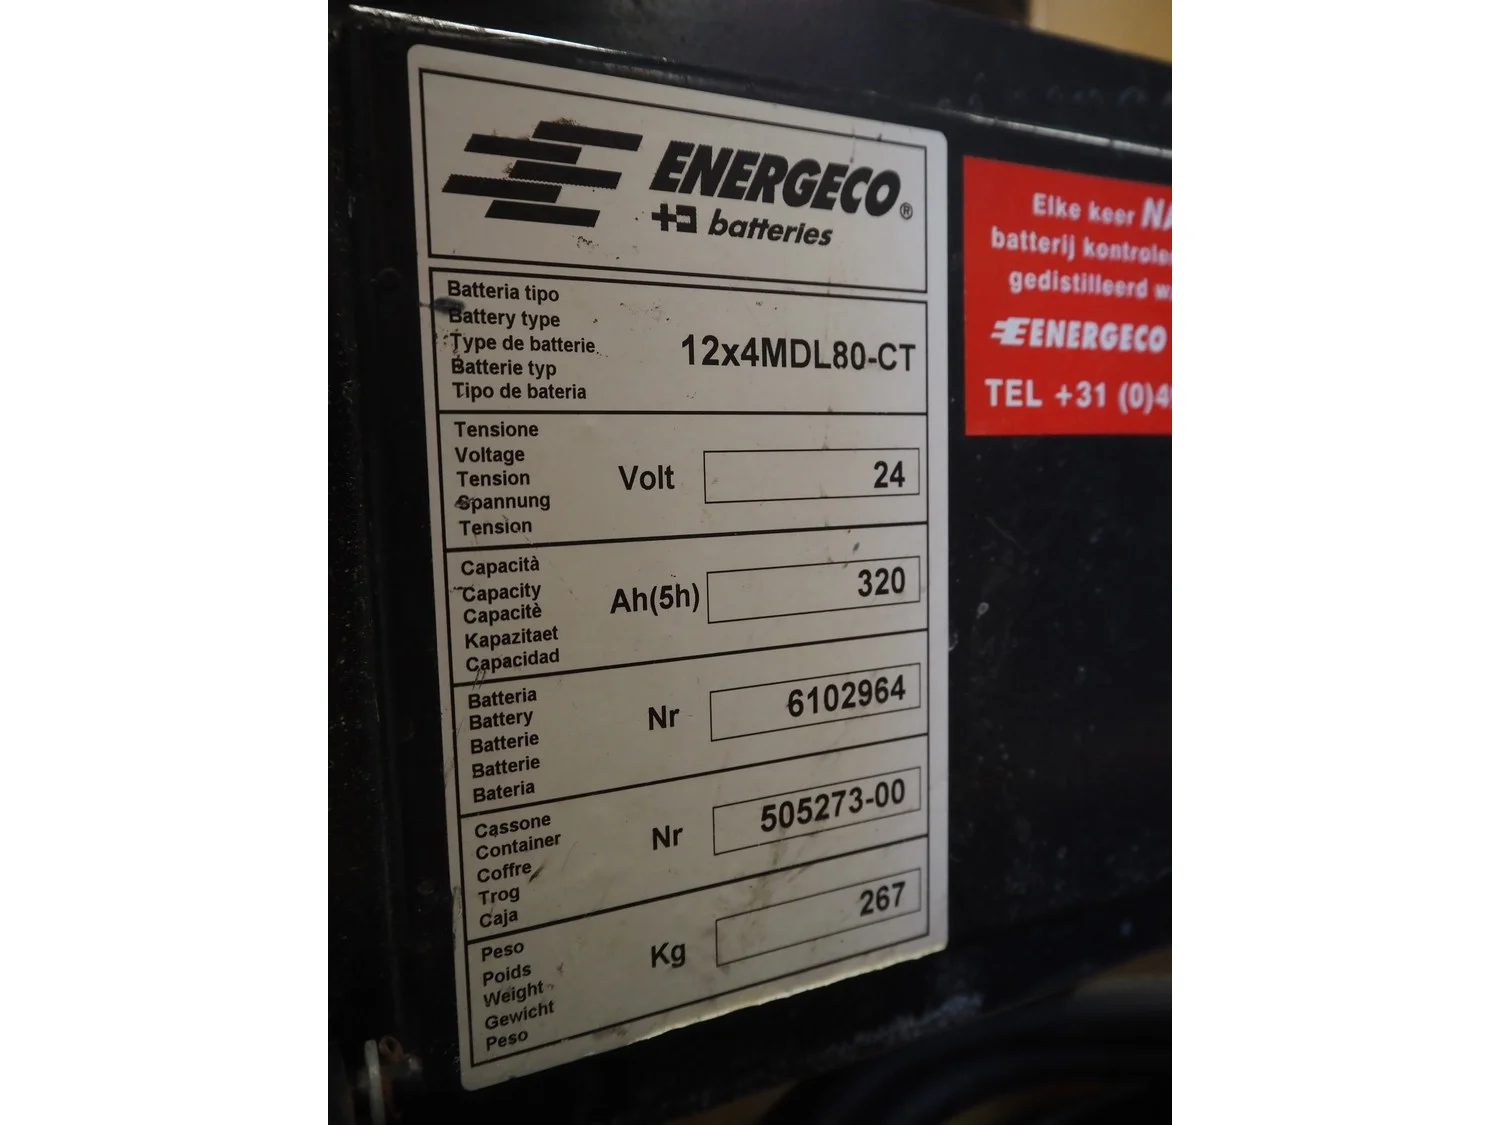 ENERGECO®
batteries
Batteria tipo
Battery type
Type de batterie
Batterie typ
Tipo de bateria
12x4MDL80-CT
Tensione
Voltage
Tension
Spannung
Tension
Volt
24
Capacità
Capacity
Capacitè
Kapazitaet
Capacidad
Ah(5h)
320
Batteria
Battery
Batterie
Batterie
Bateria
Nr
6102964
Cassone
Container
Coffre
Trog
Caja
Nr
505273-00
Peso
Poids
Weight
Gewicht
Peso
Kg
267
Elke keer
batterij
gedistilleerd
ENERGECO
TEL +31 (0)4